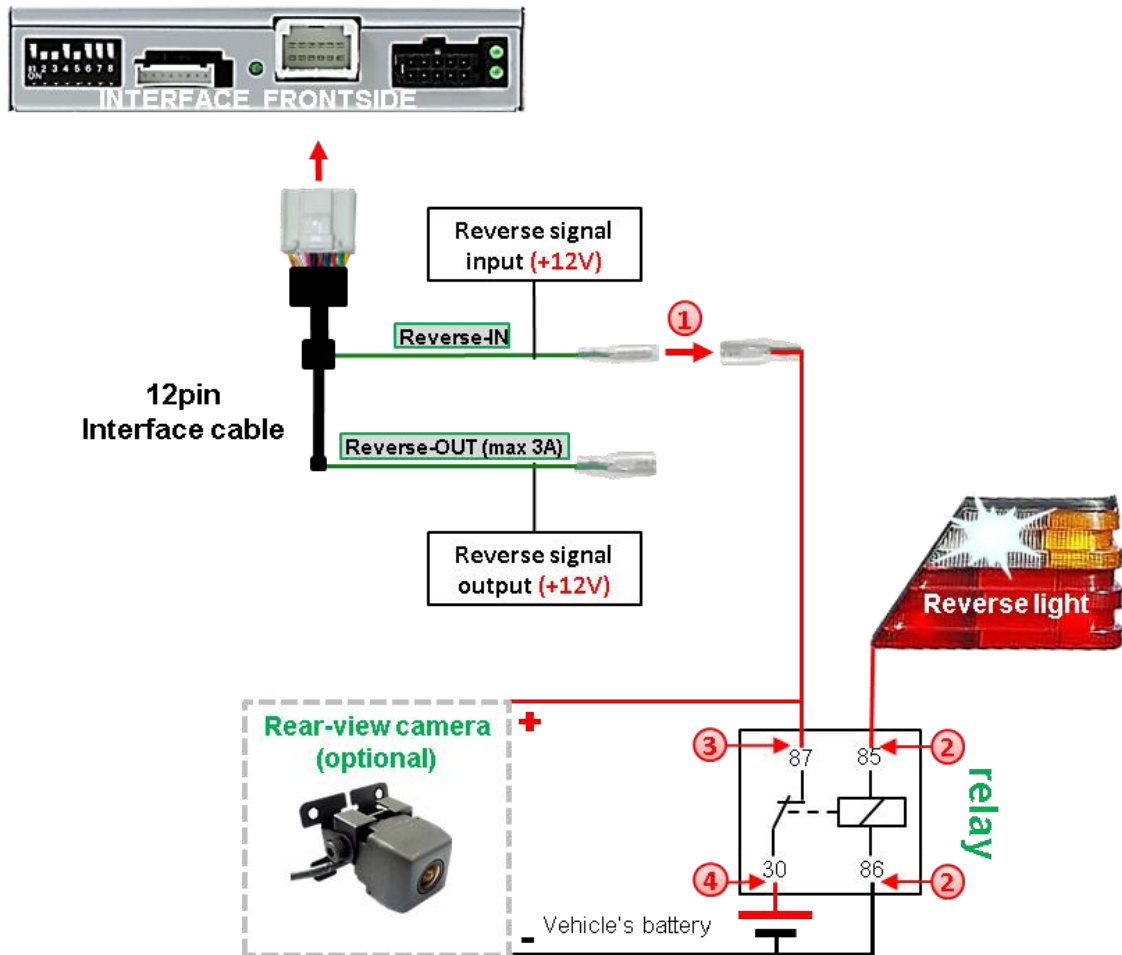 1 2 3 4 5 6 7 8
ON
INTERFACE FRONTSIDE
Reverse signal
input (+12V)
Reverse-IN
1
12pin
Interface cable
Reverse-OUT (max 3A)
Reverse signal
output (+12V)
Reverse light
Rear-view camera
(optional)
+
3
87
85
2
relay
4
30
86
2
-
Vehicle's battery